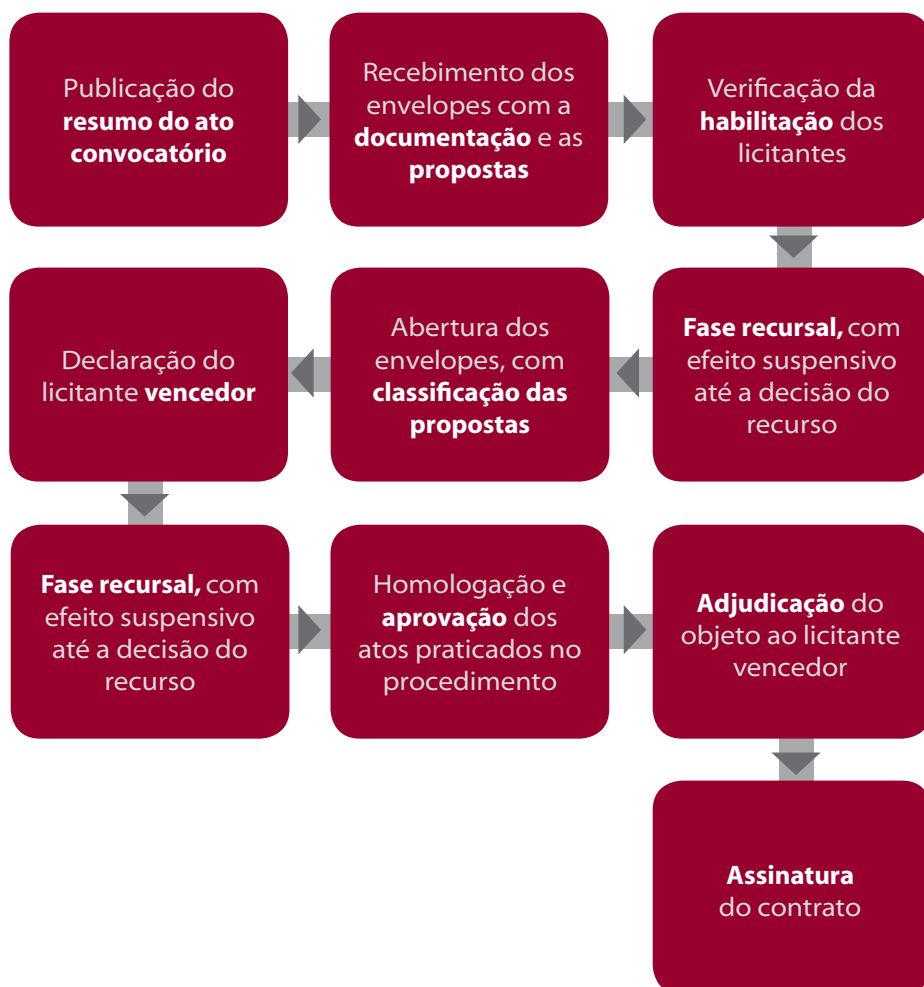 Publicação do
resumo do ato
convocatório
Recebimento dos
envelopes com a
documentação e as
propostas
Verificação da
habilitação dos
licitantes
Fase recursal, com
efeito suspensivo
até a decisão do
recurso
Abertura dos
envelopes, com
classificação das
propostas
Declaração do
licitante vencedor
Fase recursal, com
efeito suspensivo
até a decisão do
recurso
Homologação e
aprovação dos
atos praticados no
procedimento
Adjudicação do
objeto ao licitante
vencedor
Assinatura
do contrato